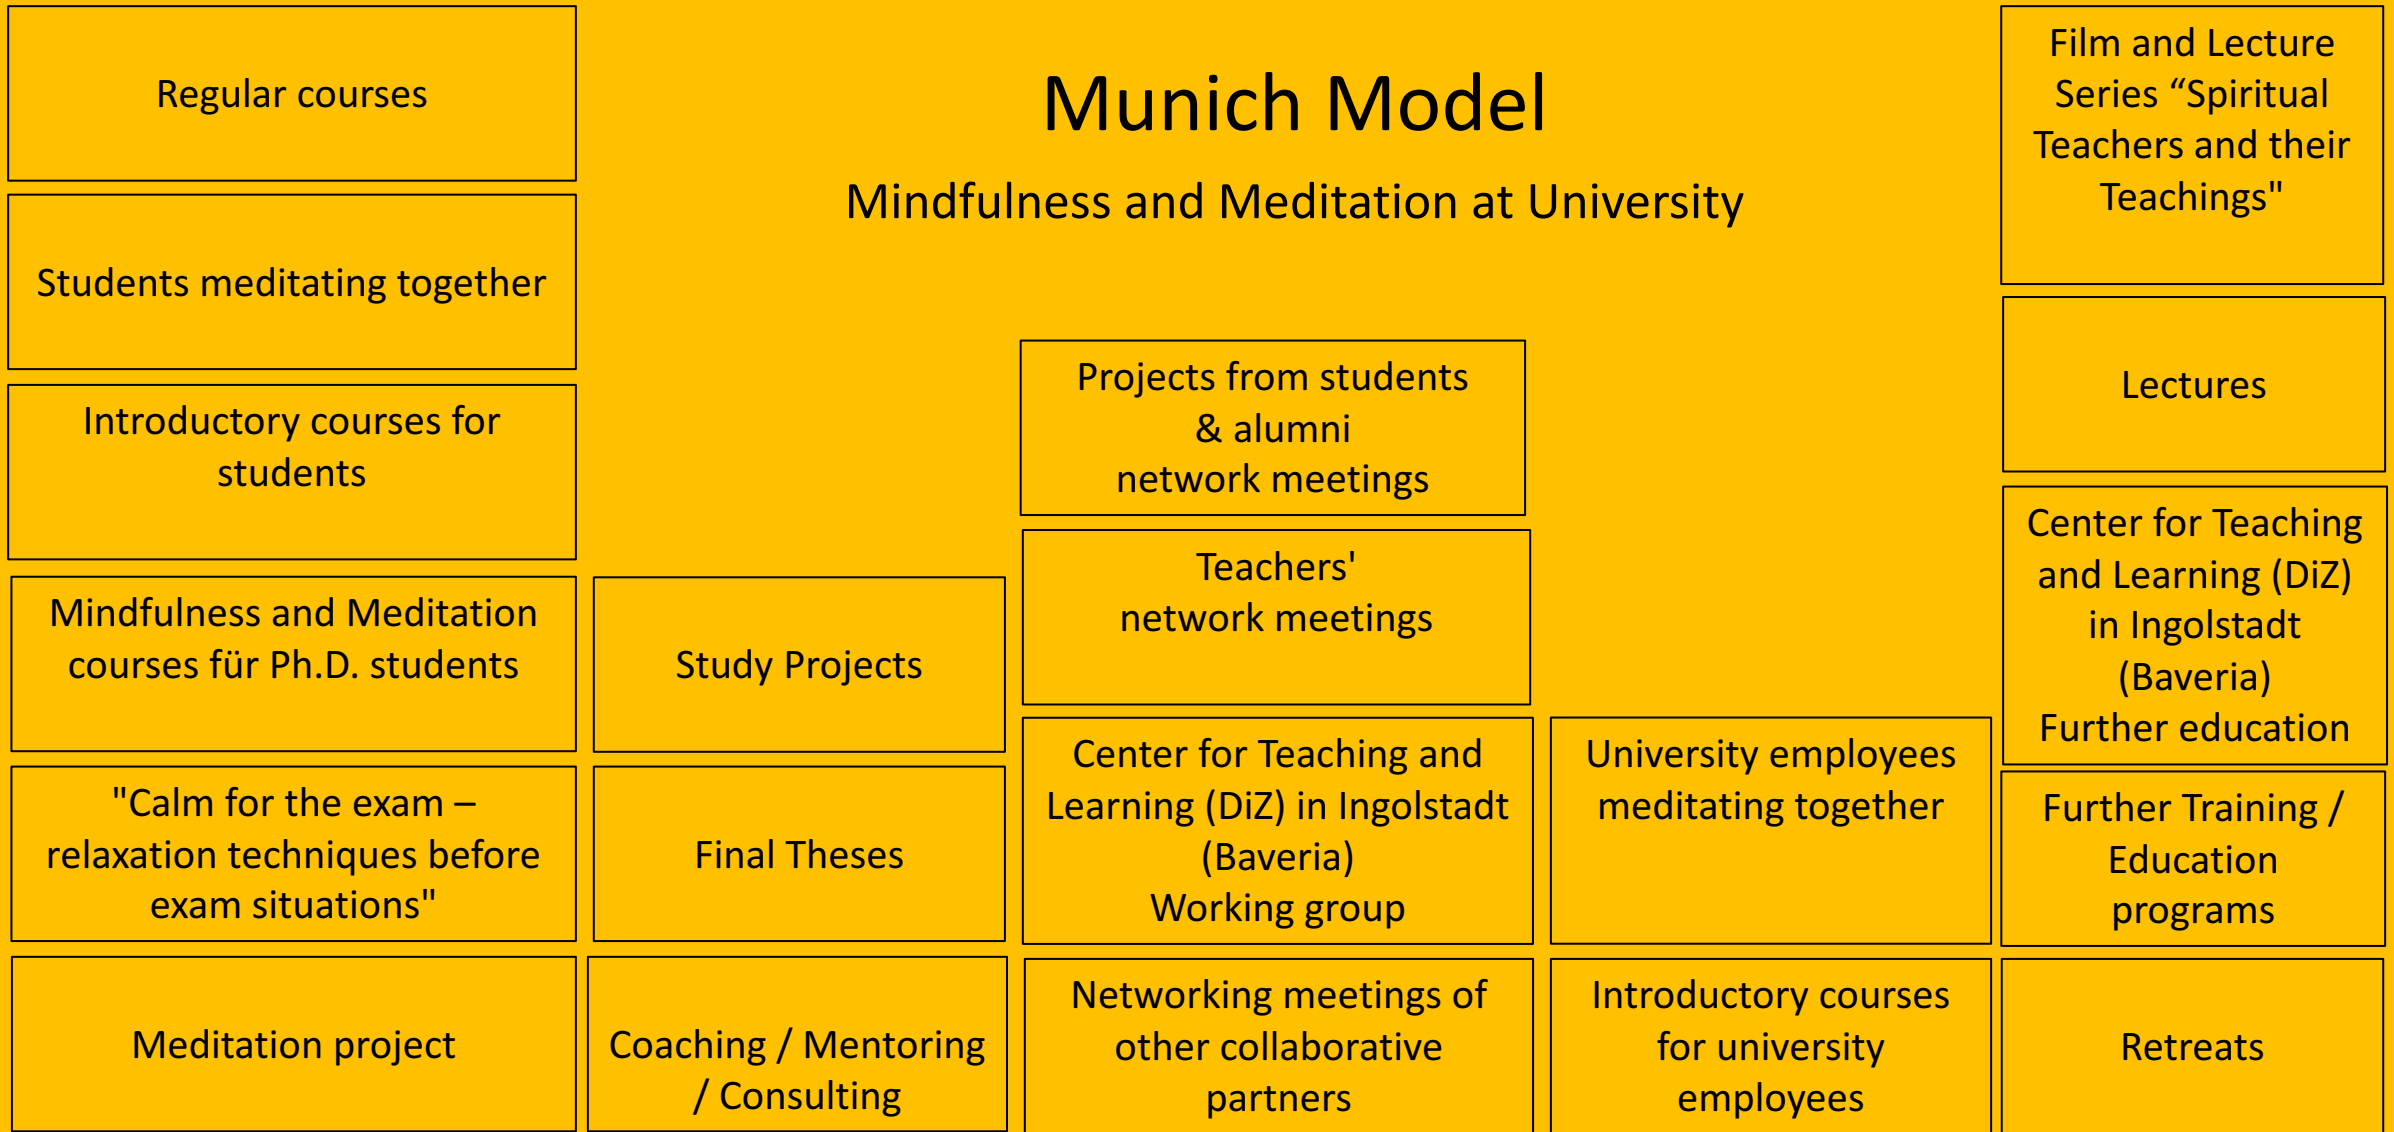 Munich Model
Mindfulness and Meditation at University
Regular courses
Students meditating together
Introductory courses for
students
Mindfulness and Meditation
courses für Ph.D. students
"Calm for the exam –
relaxation techniques before
exam situations"
Meditation project
Study Projects
Final Theses
Coaching / Mentoring
/ Consulting
Projects from students
& alumni
network meetings
Teachers'
network meetings
Center for Teaching and
Learning (DiZ) in Ingolstadt
(Baveria)
Working group
Networking meetings of
other collaborative
partners
University employees
meditating together
Introductory courses
for university
employees
Film and Lecture
Series “Spiritual
Teachers and their
Teachings"
Lectures
Center for Teaching
and Learning (DiZ)
in Ingolstadt
(Baveria)
Further education
Further Training /
Education
programs
Retreats